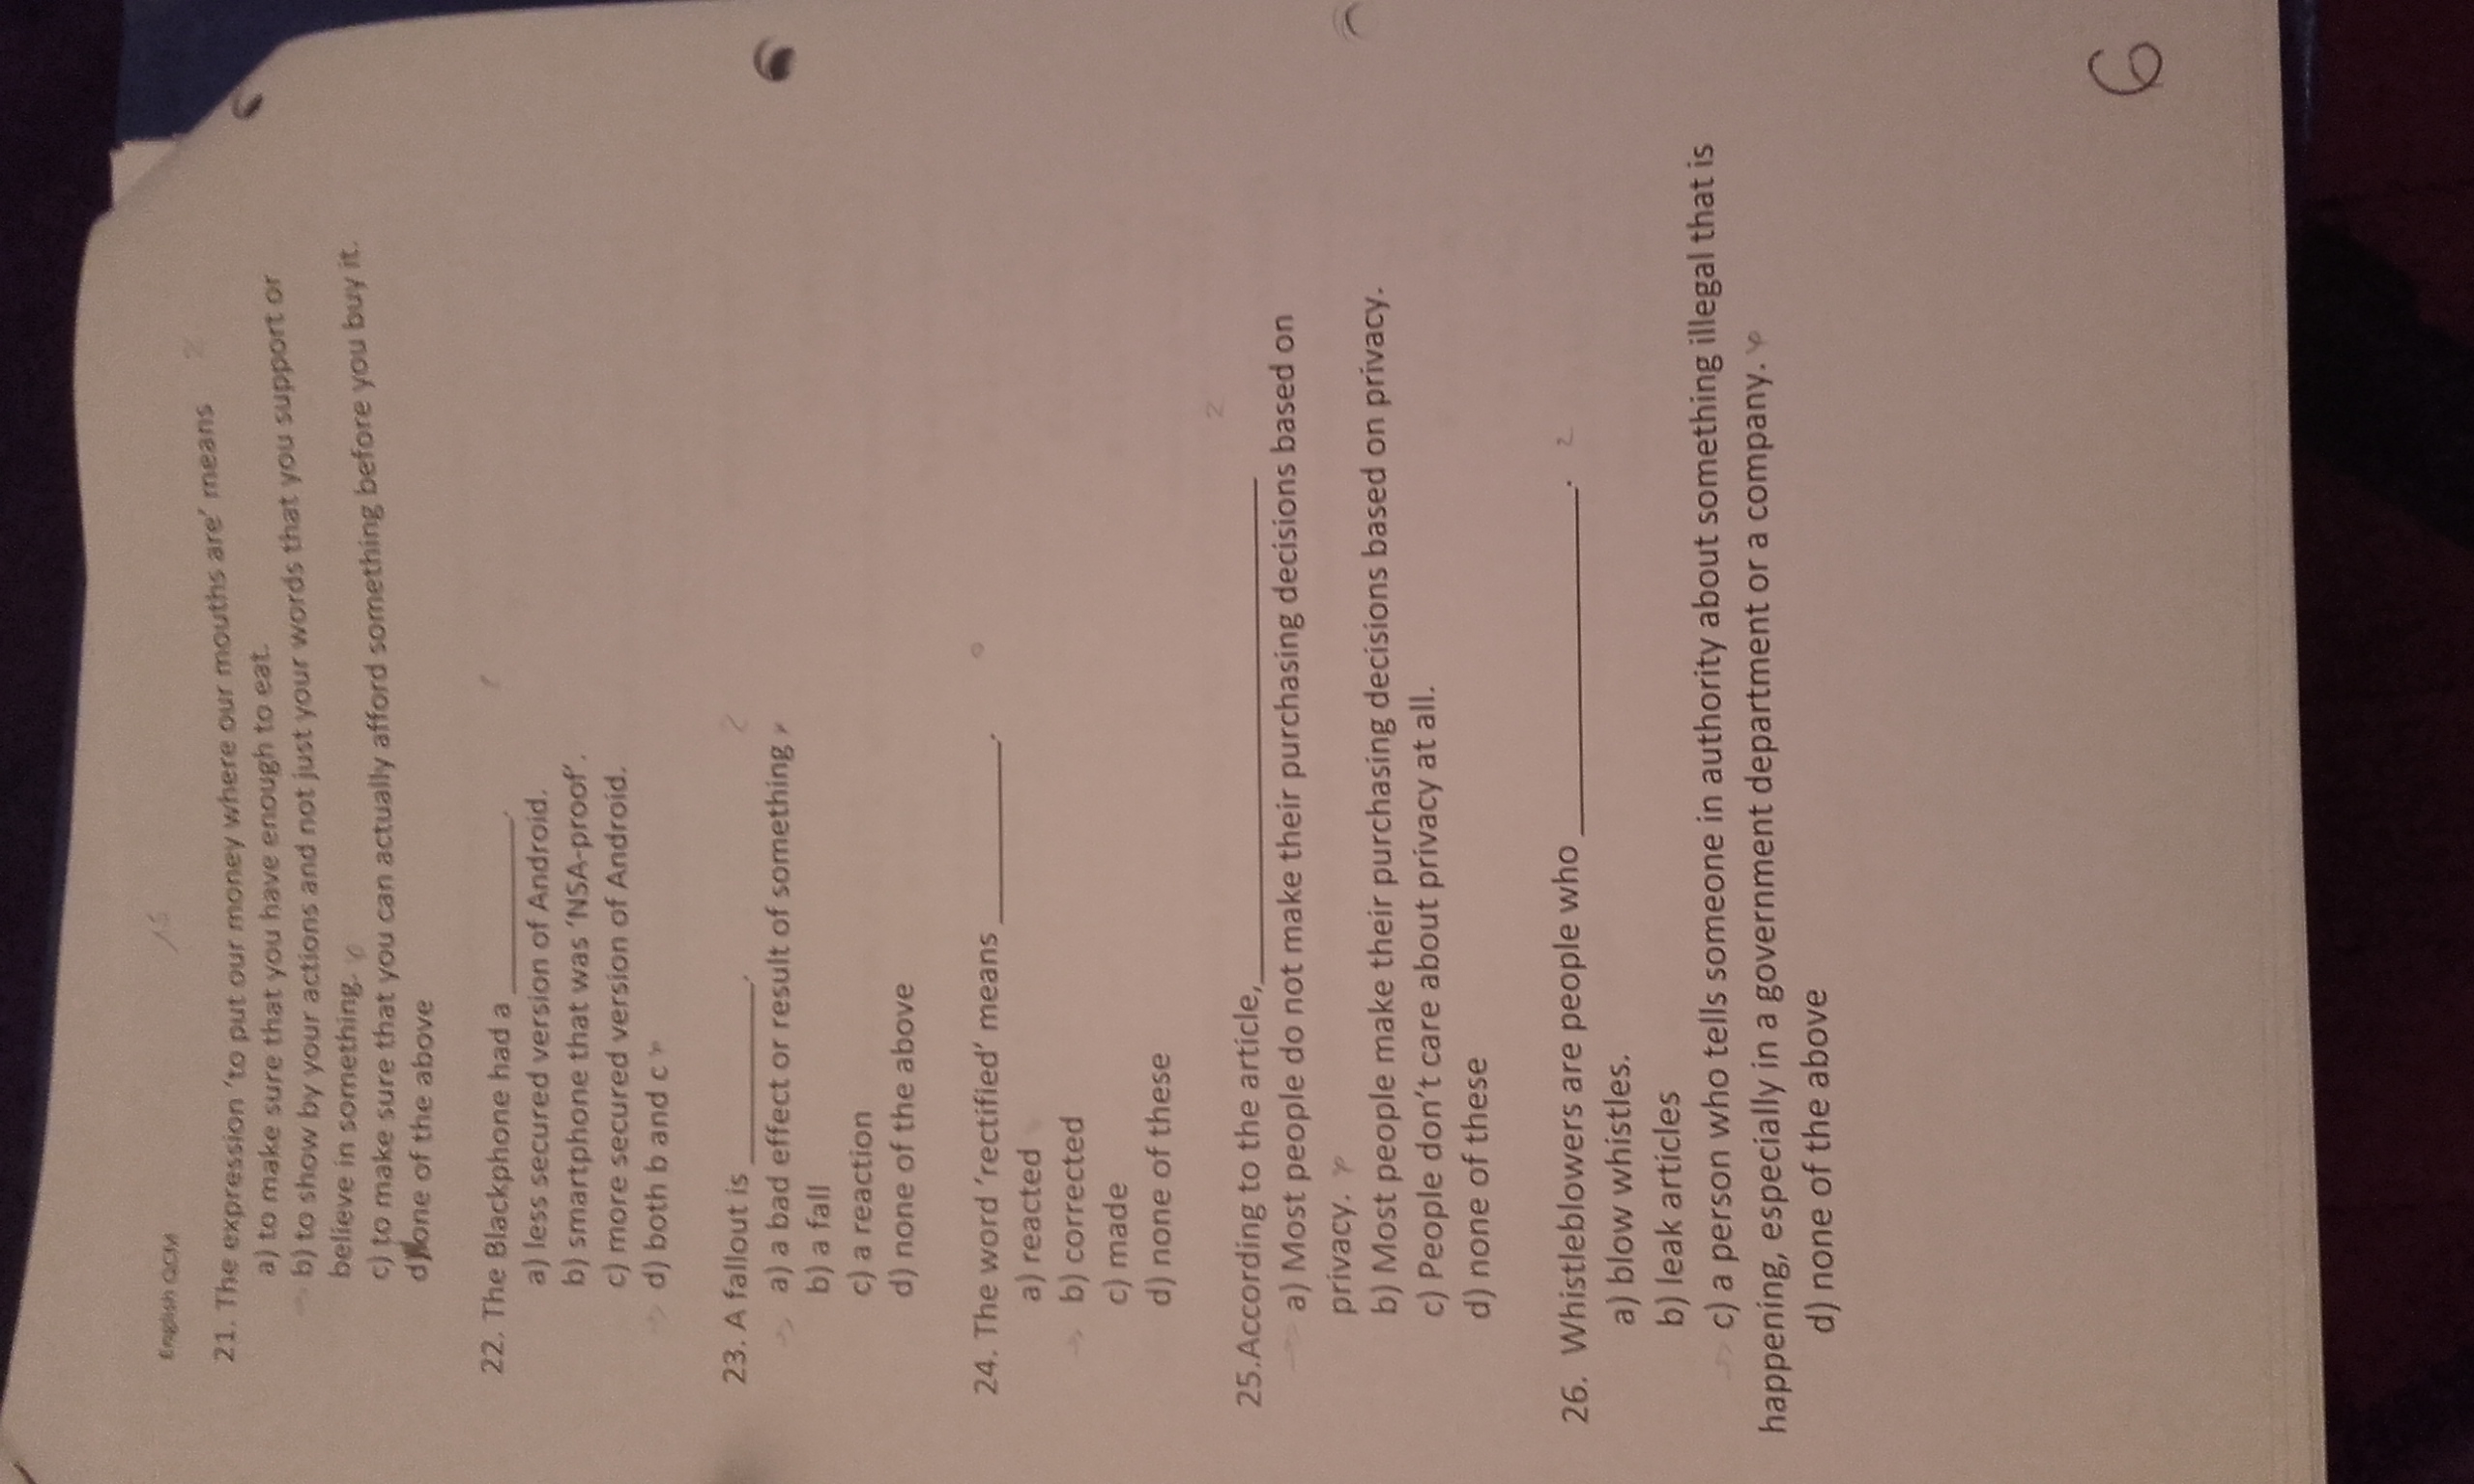 English QCM
21. The expression 'to put our money where our mouths are' means
a) to make sure that you have enough to eat.
b) to show by your actions and not just your words that you support or
believe in something.
c) to make sure that you can actually afford something before you buy it.
d) None of the above
22. The Blackphone had a __________.
a) less secured version of Android.
b) smartphone that was 'NSA-proof'.
c) more secured version of Android.
d) both b and c
23. A fallout is __________.
a) a bad effect or result of something
b) a fall
c) a reaction
d) none of the above
24. The word 'rectified' means __________.
a) reacted
b) corrected
c) made
d) none of these
25.According to the article,____________________________
a) Most people do not make their purchasing decisions based on
privacy.
b) Most people make their purchasing decisions based on privacy.
c) People don't care about privacy at all.
d) none of these
26. Whistleblowers are people who ____________________.
a) blow whistles.
b) leak articles
c) a person who tells someone in authority about something illegal that is
happening, especially in a government department or a company.
d) none of the above
6